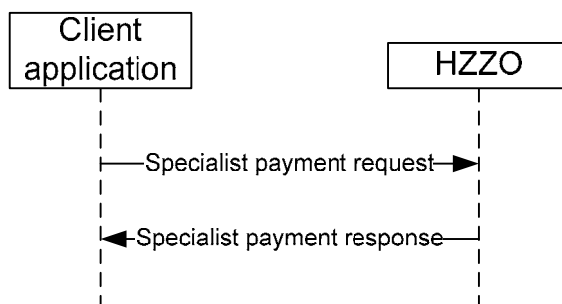 Client
application
HZZO
Specialist payment request
Specialist payment response